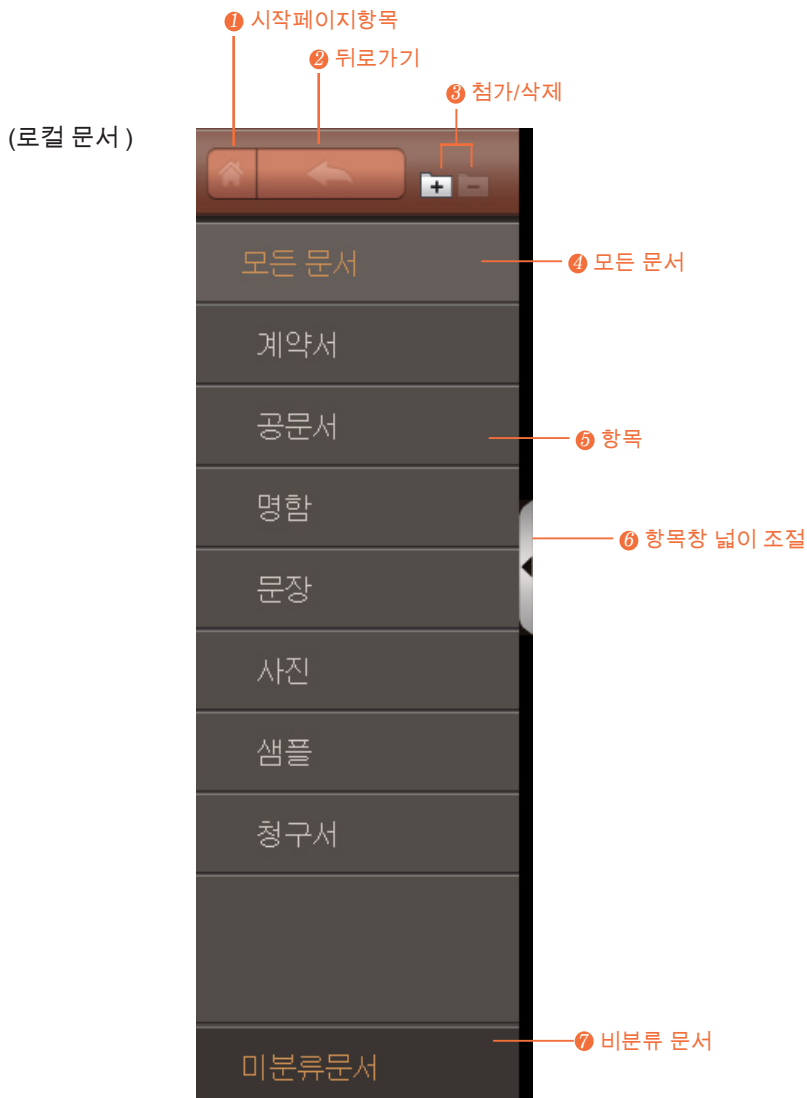 ❶ 시작페이지항목
❷ 뒤로가기
❸ 첨가/삭제
(로컬 문서 )
모든 문서
❹ 모든 문서
계약서
공문서
❺ 항목
명함
❻ 항목창 넓이 조절
문장
사진
샘플
청구서
❼ 비분류 문서
미분류문서